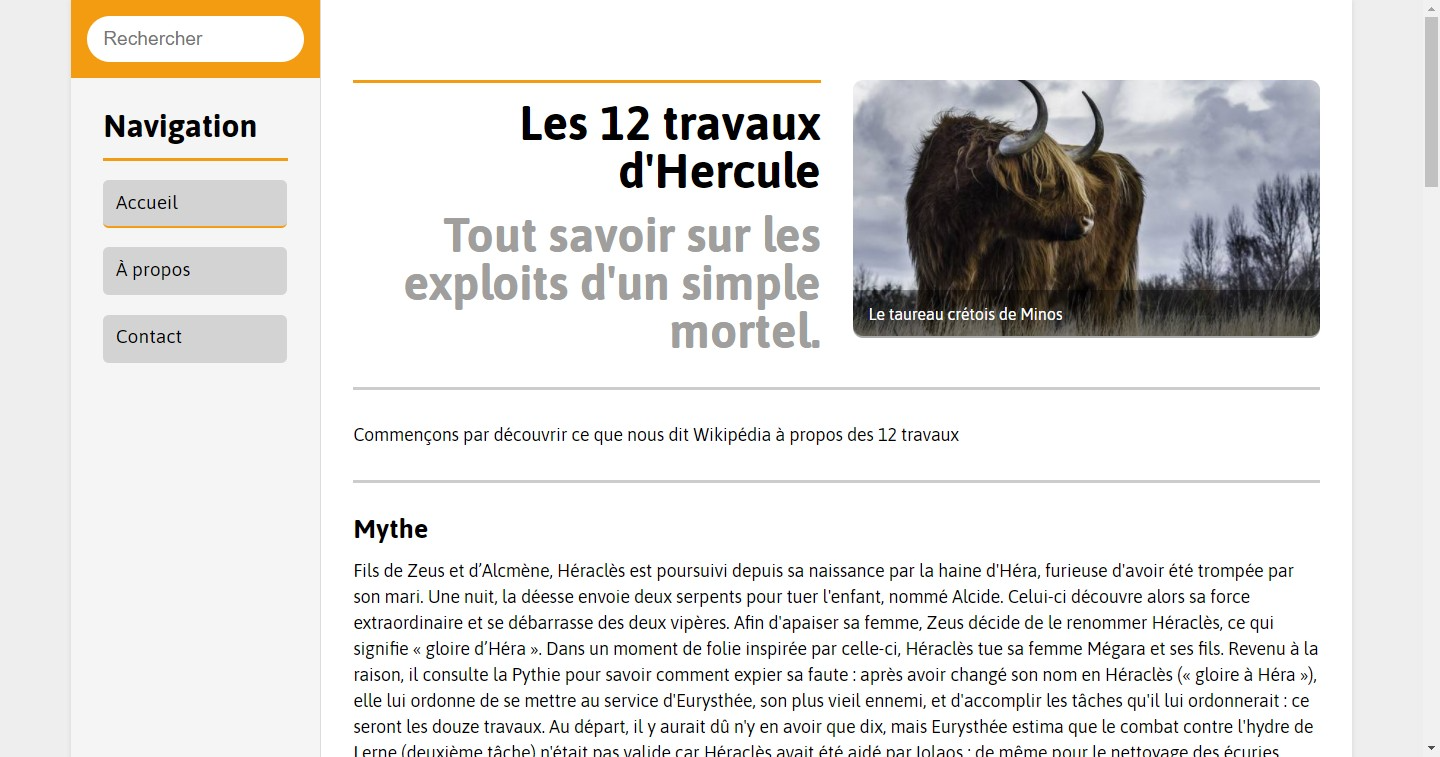 Rechercher
Navigation
Accueil
À propos
Contact
Les 12 travaux
d'Hercule
Tout savoir sur les
exploits d'un simple
mortel.
Le taureau crétois de Minos
Commençons par découvrir ce que nous dit Wikipédia à propos des 12 travaux
Mythe
Fils de Zeus et d’Alcmène, Héraclès est poursuivi depuis sa naissance par la haine d'Héra, furieuse d'avoir été trompée par
son mari. Une nuit, la déesse envoie deux serpents pour tuer l'enfant, nommé Alcide. Celui-ci découvre alors sa force
extraordinaire et se débarrasse des deux vipères. Afin d'apaiser sa femme, Zeus décide de le renommer Héraclès, ce qui
signifie « gloire d’Héra ». Dans un moment de folie inspirée par celle-ci, Héraclès tue sa femme Mégara et ses fils. Revenu à la
raison, il consulte la Pythie pour savoir comment expier sa faute : après avoir changé son nom en Héraclès (« gloire à Héra »),
elle lui ordonne de se mettre au service d'Eurysthée, son plus vieil ennemi, et d'accomplir les tâches qu'il lui ordonnerait : ce
seront les douze travaux. Au départ, il y aurait dû n'y en avoir que dix, mais Eurysthée estima que le combat contre l'hydre de
Lerne (deuxième tâche) n'était pas valide car Héraclès avait été aidé par Iolaos ; de même pour le nettoyage des écuries